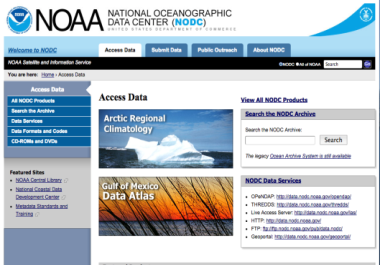 NOAA
NATIONAL OCEANOGRAPHIC
DATA CENTER (NODC)
UNITED STATES DEPARTMENT OF COMMERCE
Welcome to NODC
Access Data
Submit Data
Public Outreach
About NODC
NOAA Satellite and Information Service
NODC All of NOAA
Search
Go
You are here: Home › Access Data
Access Data
All NODC Products
Search the Archive
Data Services
Data Formats and Codes
CD-ROMs and DVDs
Featured Sites
NOAA Central Library
National Coastal Data
Development Center
Metadata Standards and
Training
Access Data
Arctic Regional
Climatology
Gulf of Mexico
Data Atlas
View All NODC Products
Search the NODC Archive
Search the NODC Archive:
Search
The legacy Ocean Archive System is still available
NODC Data Services
OPeNDAP: http://data.nodc.noaa.gov/opendap/
THREDDS: http://data.nodc.noaa.gov/thredds/
Live Access Server: http://data.nodc.noaa.gov/las/
HTTP: http://data.nodc.noaa.gov/
FTP: ftp://ftp.nodc.noaa.gov/pub/data.nodc/
Geoportal: http://data.nodc.noaa.gov/geoportal/